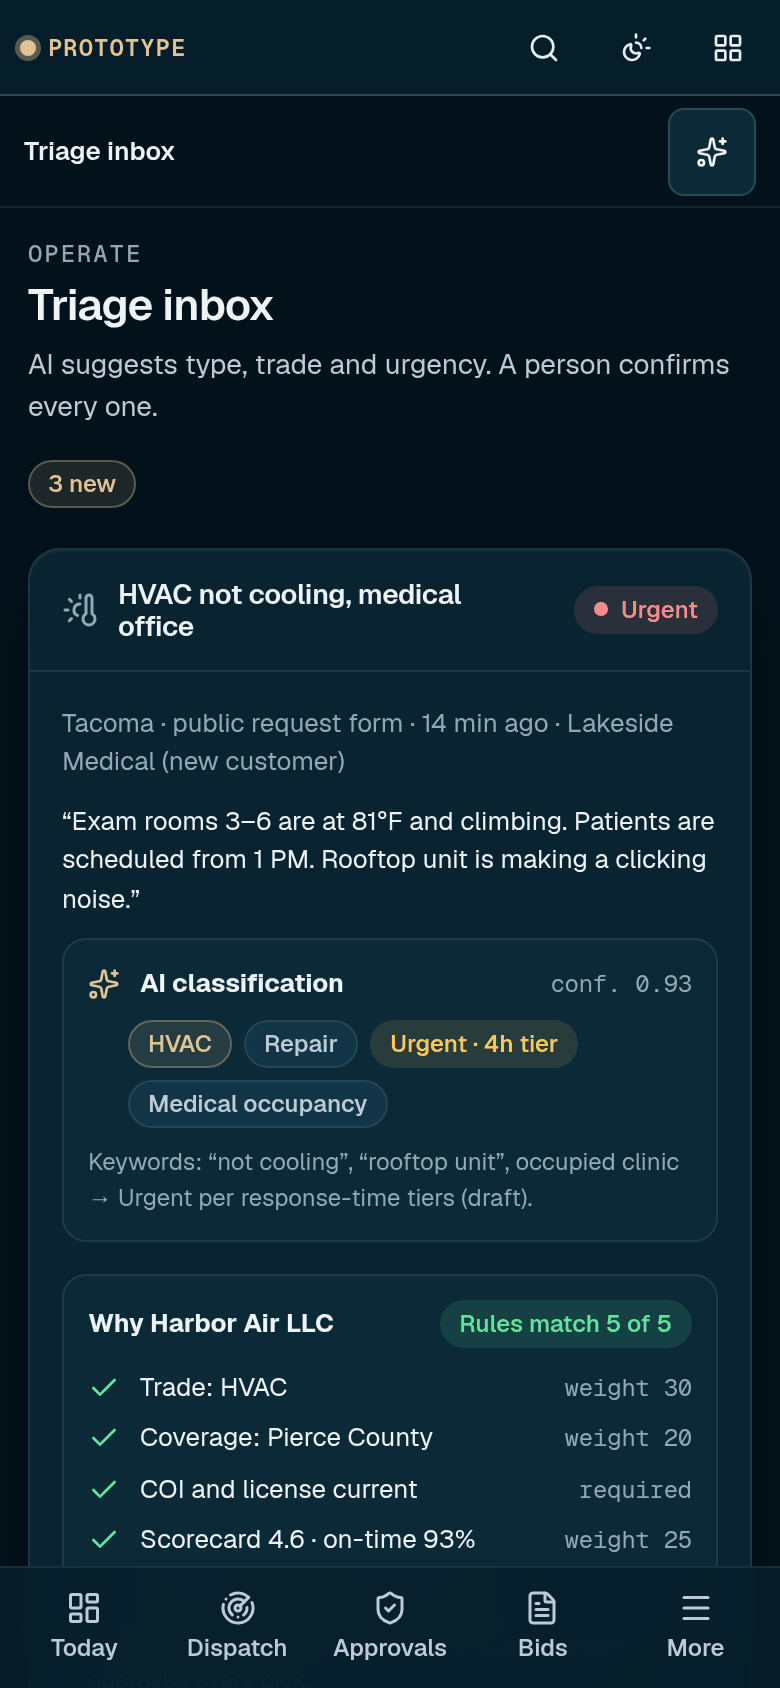 PROTOTYPE
Triage inbox
OPERATE
Triage inbox
AI suggests type, trade and urgency. A person confirms
every one.
3 new
HVAC not cooling, medical
office
Urgent
Tacoma · public request form · 14 min ago · Lakeside
Medical (new customer)
“Exam rooms 3–6 are at 81°F and climbing. Patients are
scheduled from 1 PM. Rooftop unit is making a clicking
noise.”
AI classification
conf. 0.93
HVAC
Repair
Urgent · 4h tier
Medical occupancy
Keywords: “not cooling”, “rooftop unit”, occupied clinic
→ Urgent per response-time tiers (draft).
Why Harbor Air LLC
Rules match 5 of 5
Trade: HVAC
weight 30
Coverage: Pierce County
weight 20
COI and license current
required
Scorecard 4.6 · on-time 93%
weight 25
Today
Dispatch
Approvals
Bids
More
approves every pick.